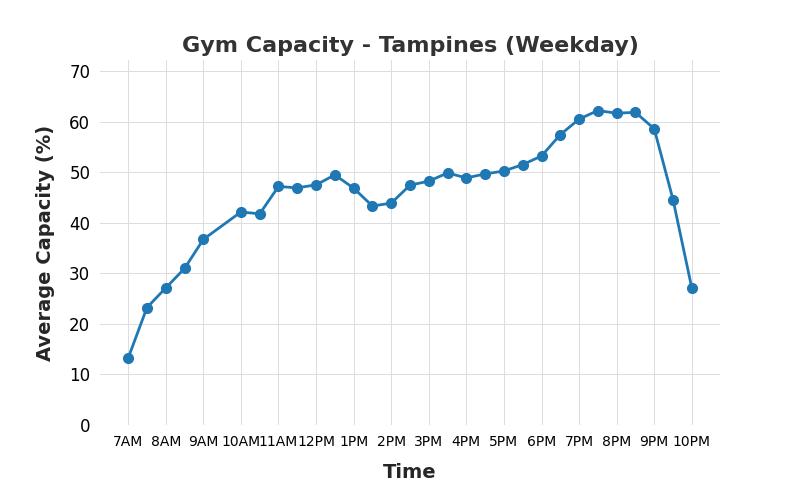 Gym Capacity - Tampines (Weekday)
70
60
50
40
30
20
10
0
Average Capacity (%)
7AM 8AM 9AM 10AM 11AM 12PM 1PM 2PM 3PM 4PM 5PM 6PM 7PM 8PM 9PM 10PM
Time